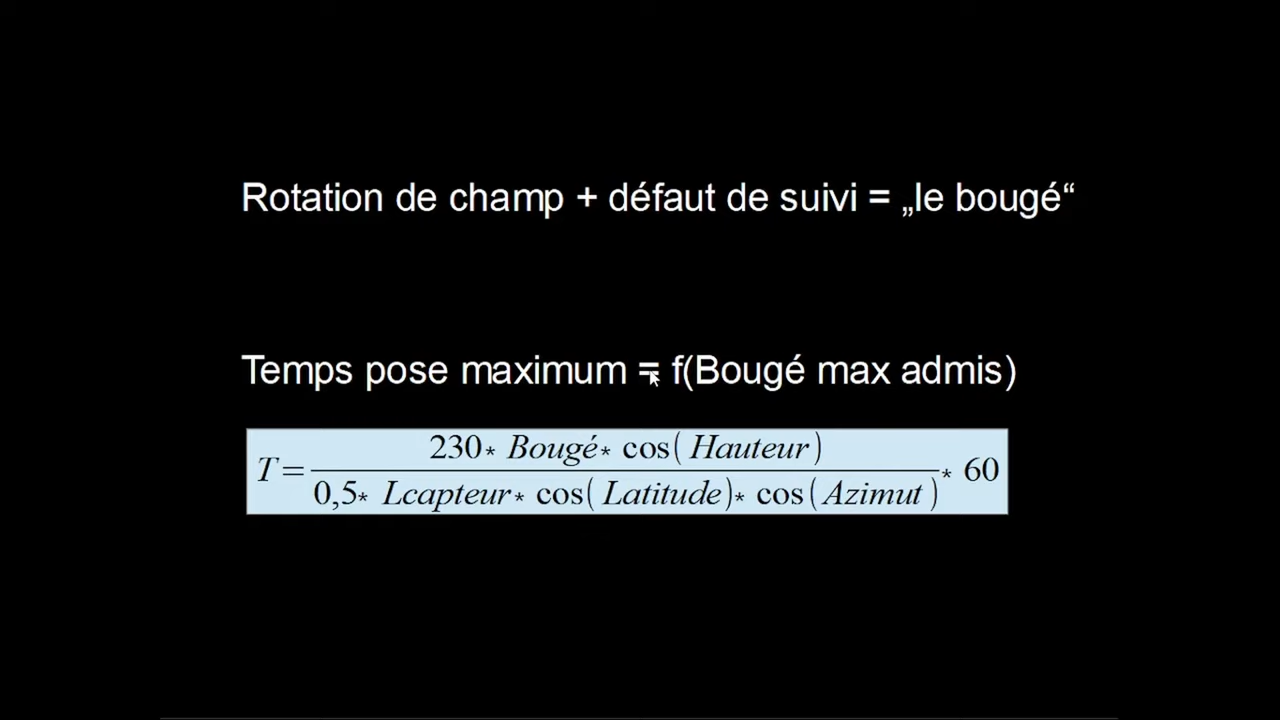 Rotation de champ + défaut de suivi = „le bougé“
Temps pose maximum = f(Bougé max admis)
T = 230* Bougé* cos( Hauteur ) / 0,5* Lcapteur* cos( Latitude )* cos( Azimut ) * 60